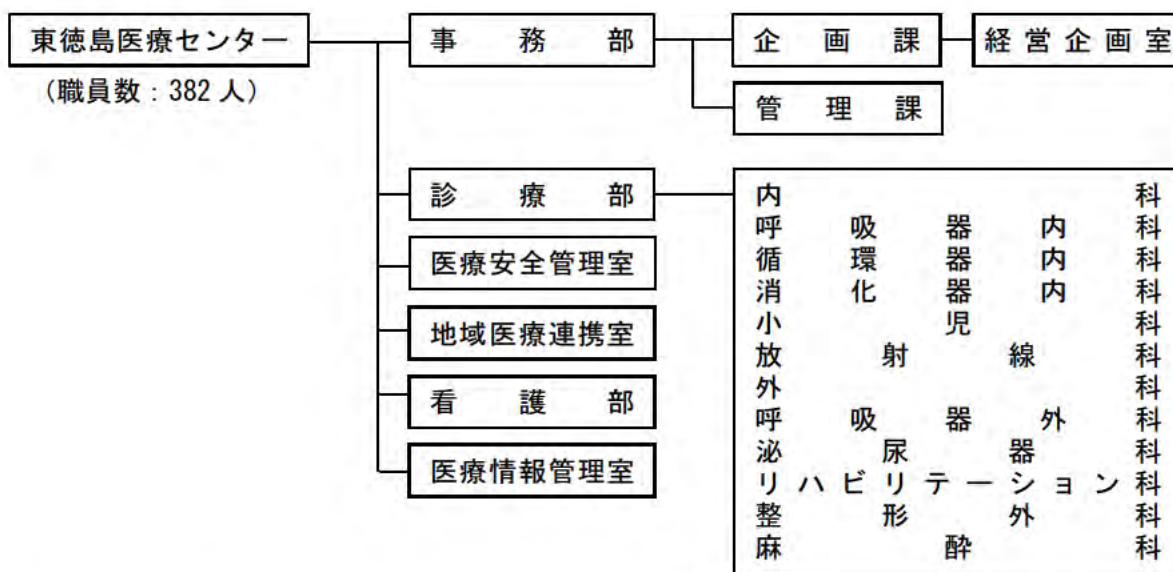 東徳島医療センター
(職員数：382人)
事務部
企画課
経営企画室
管理課
診療部
医療安全管理室
地域医療連携室
看護部
医療情報管理室
内科
呼吸器内科
循環器内科
消化器内科
小児科
放射線科
外科
呼吸器外科
泌尿器科
リハビリテーション科
整形外科
麻酔科